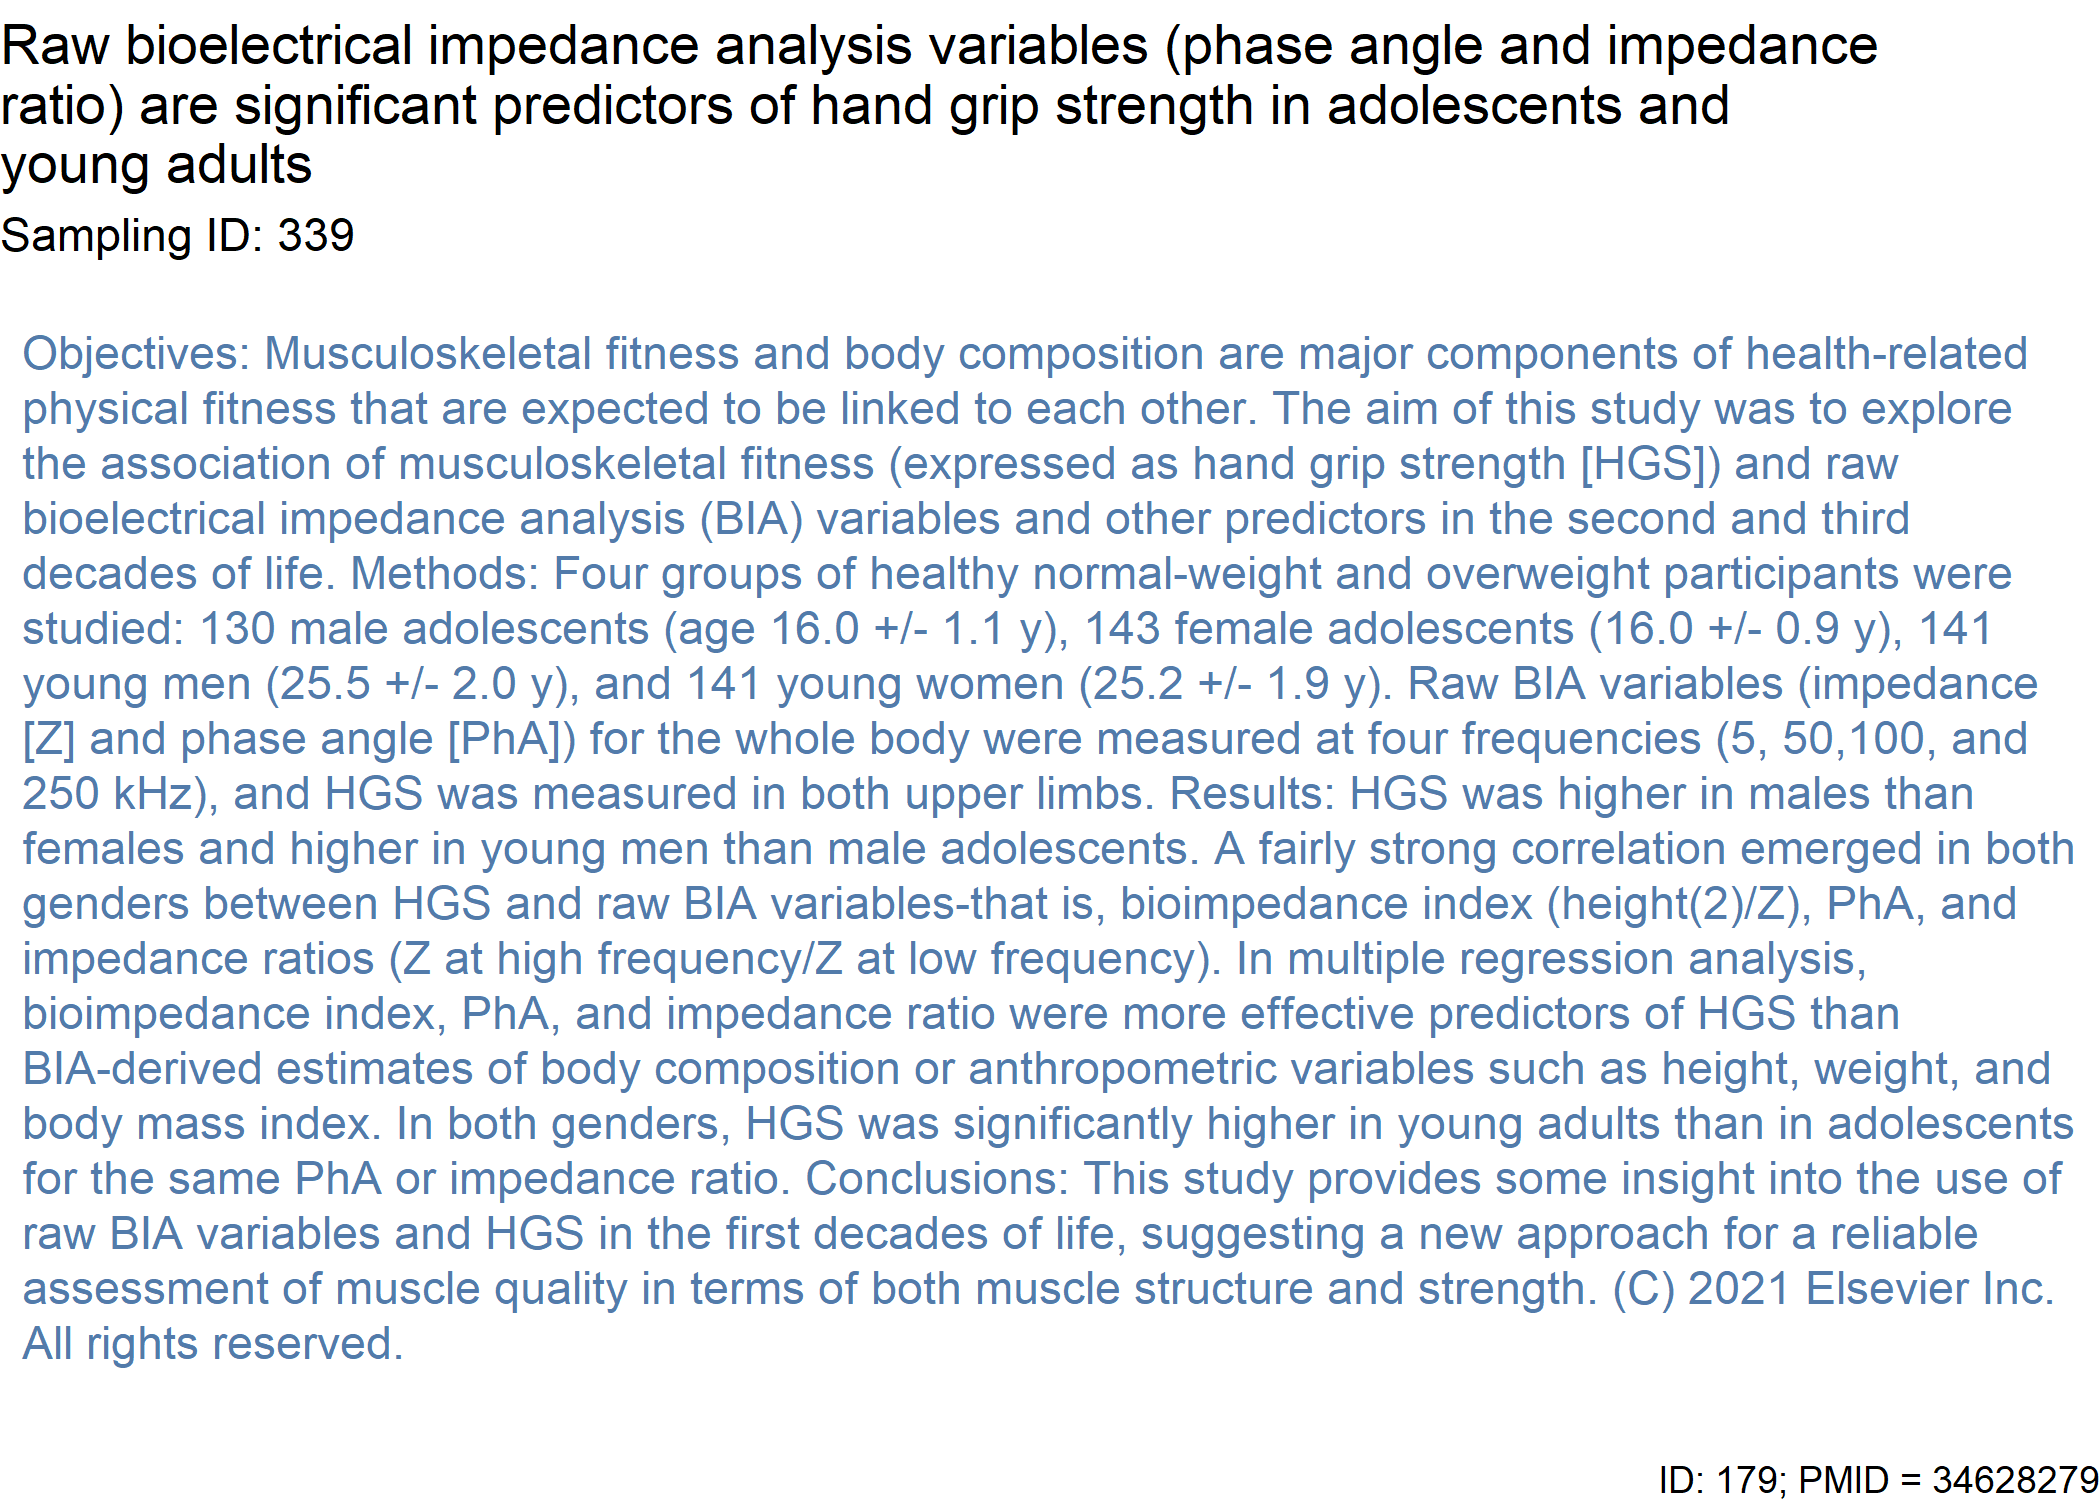 Raw bioelectrical impedance analysis variables (phase angle and impedance
ratio) are significant predictors of hand grip strength in adolescents and
young adults
Sampling ID: 339
Objectives: Musculoskeletal fitness and body composition are major components of health-related
physical fitness that are expected to be linked to each other. The aim of this study was to explore
the association of musculoskeletal fitness (expressed as hand grip strength [HGS]) and raw
bioelectrical impedance analysis (BIA) variables and other predictors in the second and third
decades of life. Methods: Four groups of healthy normal-weight and overweight participants were
studied: 130 male adolescents (age 16.0 +/- 1.1 y), 143 female adolescents (16.0 +/- 0.9 y), 141
young men (25.5 +/- 2.0 y), and 141 young women (25.2 +/- 1.9 y). Raw BIA variables (impedance
[Z] and phase angle [PhA]) for the whole body were measured at four frequencies (5, 50,100, and
250 kHz), and HGS was measured in both upper limbs. Results: HGS was higher in males than
females and higher in young men than male adolescents. A fairly strong correlation emerged in both
genders between HGS and raw BIA variables-that is, bioimpedance index (height(2)/Z), PhA, and
impedance ratios (Z at high frequency/Z at low frequency). In multiple regression analysis,
bioimpedance index, PhA, and impedance ratio were more effective predictors of HGS than
BIA-derived estimates of body composition or anthropometric variables such as height, weight, and
body mass index. In both genders, HGS was significantly higher in young adults than in adolescents
for the same PhA or impedance ratio. Conclusions: This study provides some insight into the use of
raw BIA variables and HGS in the first decades of life, suggesting a new approach for a reliable
assessment of muscle quality in terms of both muscle structure and strength. (C) 2021 Elsevier Inc.
All rights reserved.
ID: 179; PMID = 34628279